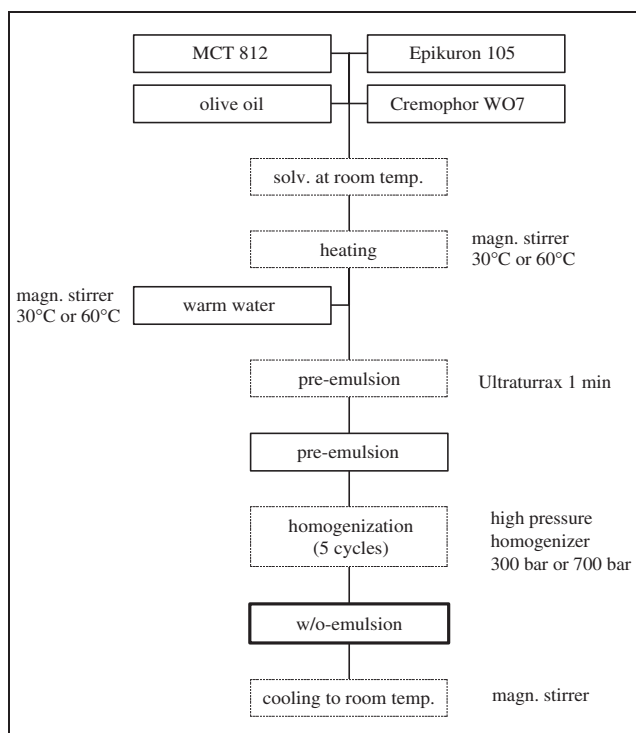 MCT 812
Epikuron 105
olive oil
Cremophor WO7
solv. at room temp.
heating
magn. stirrer
30°C or 60°C
magn. stirrer
30°C or 60°C
warm water
pre-emulsion
Ultraturrax 1 min
pre-emulsion
homogenization
(5 cycles)
high pressure
homogenizer
300 bar or 700 bar
w/o-emulsion
cooling to room temp.
magn. stirrer